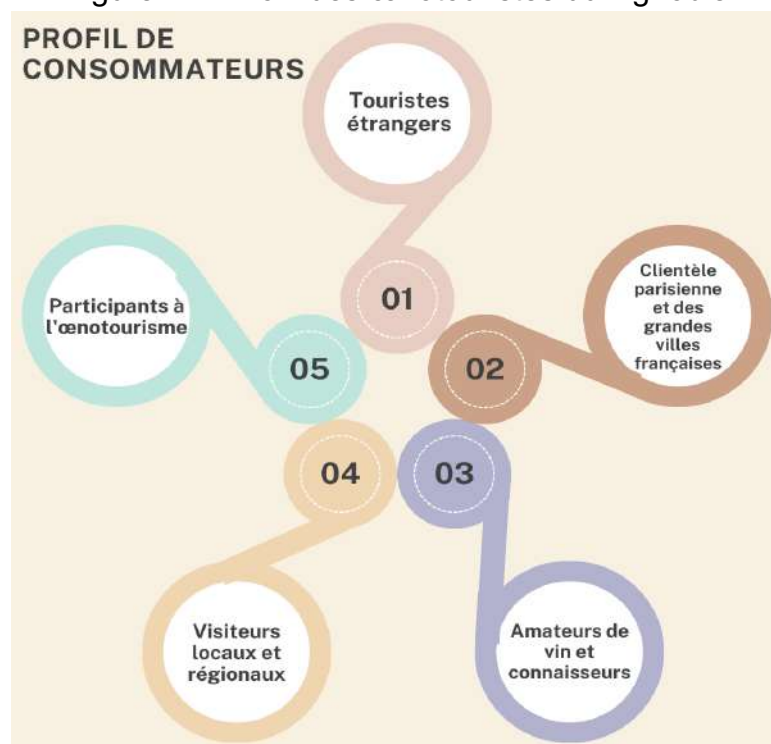 PROFIL DE
CONSOMMATEURS
Touristes
étrangers
01
Clientèle
parisienne
et des
grandes
villes
françaises
02
Amateurs de
vin et
connaisseurs
03
Visiteurs
locaux et
régionaux
04
Participants à
l'œnotourisme
05